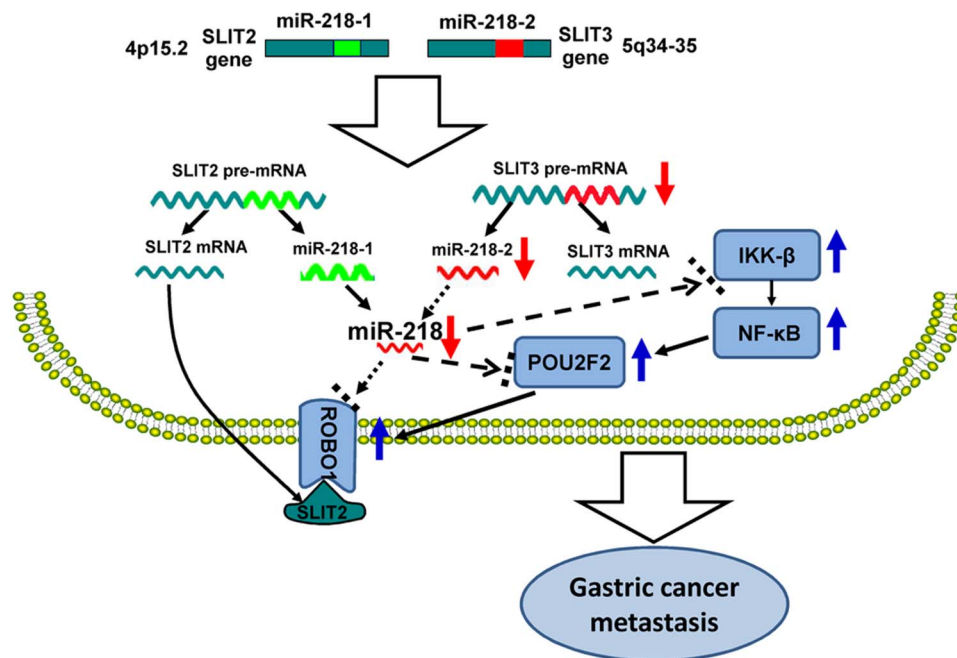 miR-218-1
miR-218-2
4p15.2
SLIT2
gene
SLIT3
gene
5q34-35
SLIT2 pre-mRNA
SLIT3 pre-mRNA
SLIT2 mRNA
miR-218-1
miR-218-2
SLIT3 mRNA
IKK-β
miR-218
NF-κB
POU2F2
ROBO1
SLIT2
Gastric cancer
metastasis